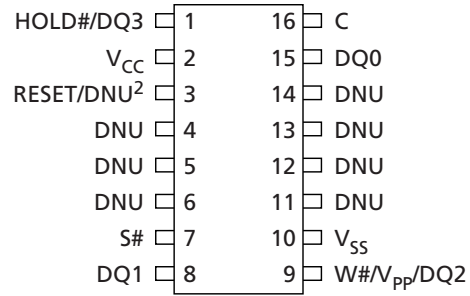 HOLD#/DQ3 1 16 C
VCC 2 15 DQ0
RESET/DNU2 3 14 DNU
DNU 4 13 DNU
DNU 5 12 DNU
DNU 6 11 DNU
S# 7 10 VSS
DQ1 8 9 W#/VPP/DQ2